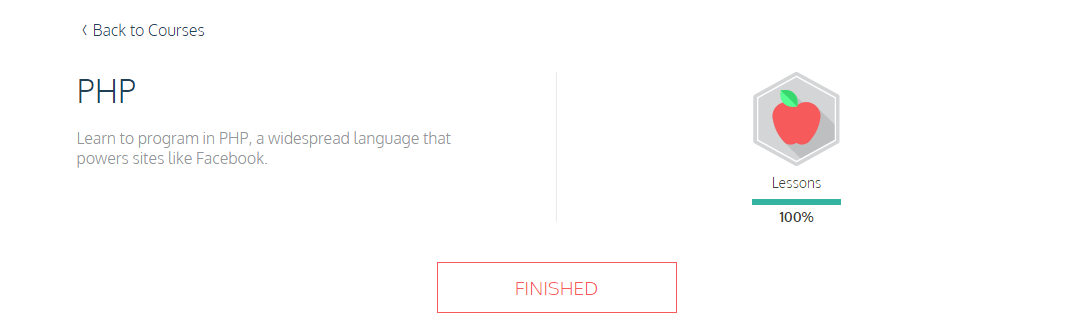 Back to Courses
PHP
Learn to program in PHP, a widespread language that
powers sites like Facebook.
Lessons
100%
FINISHED